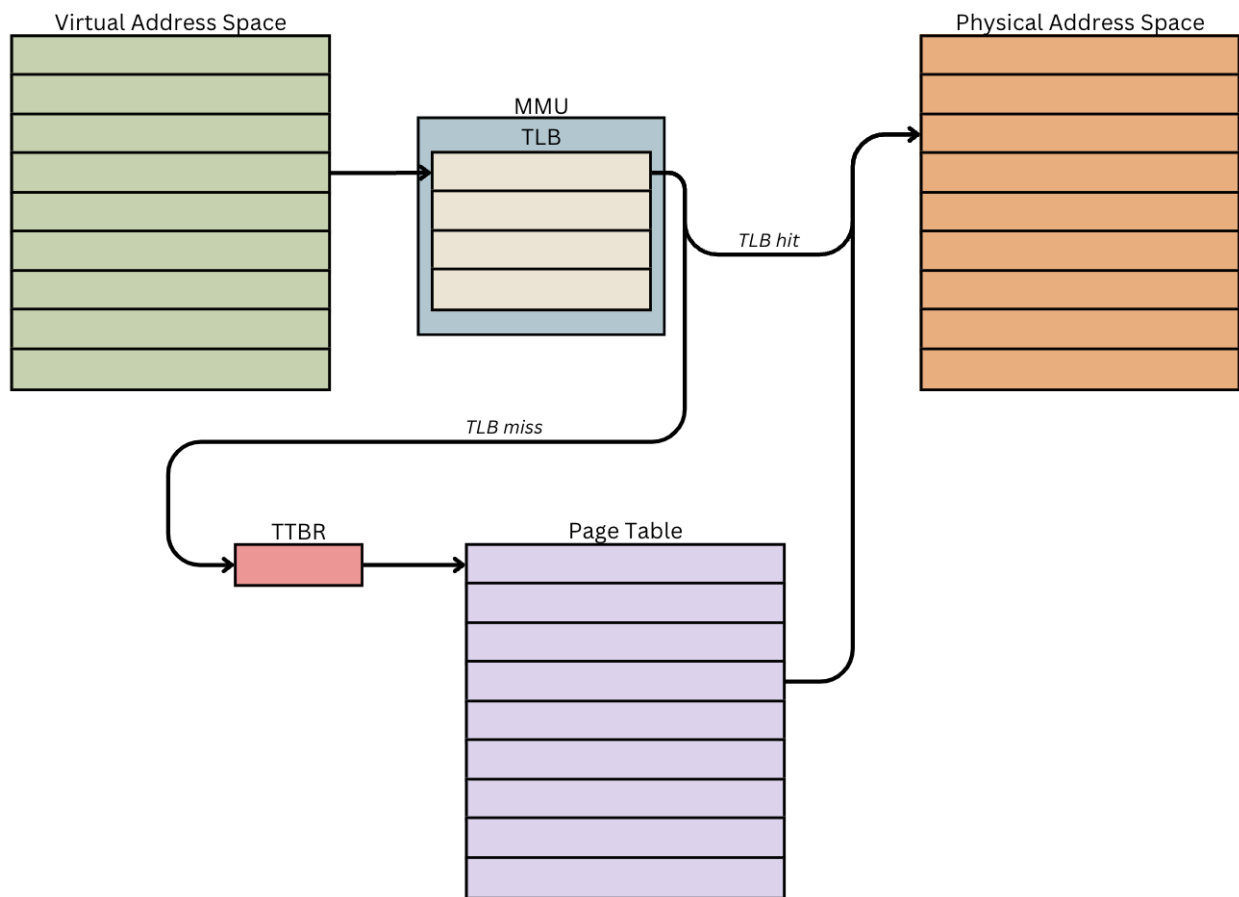 Virtual Address Space
Physical Address Space
MMU
TLB
TLB hit
TLB miss
TTBR
Page Table